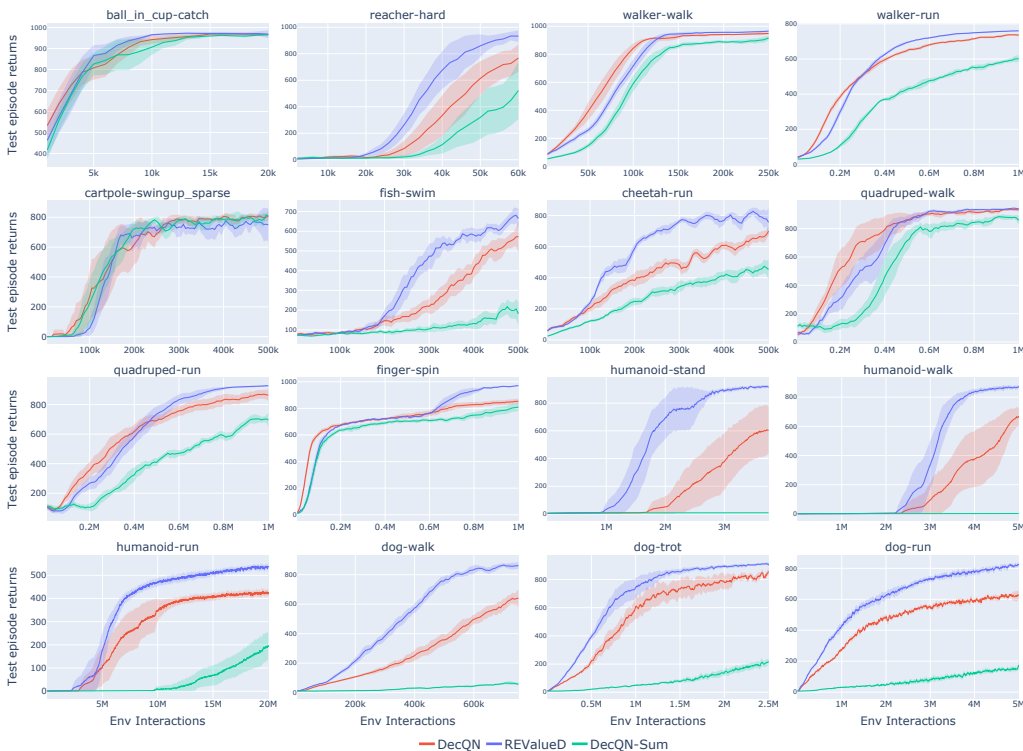 ball_in_cup-catch
reacher-hard
walker-walk
walker-run
Test episode returns
1000
900
800
700
600
500
400
5k
10k
15k
20k
1000
800
600
400
200
0
10k
20k
30k
40k
50k
60k
1000
800
600
400
200
0
50k
100k
150k
200k
250k
800
600
400
200
0
0.2M
0.4M
0.6M
0.8M
1M
cartpole-swingup_sparse
fish-swim
cheetah-run
quadruped-walk
Test episode returns
800
600
400
200
0
100k
200k
300k
400k
500k
700
600
500
400
300
200
100
100k
200k
300k
400k
500k
800
600
400
200
0
100k
200k
300k
400k
500k
800
600
400
200
0
0.2M
0.4M
0.6M
0.8M
1M
quadruped-run
finger-spin
humanoid-stand
humanoid-walk
Test episode returns
800
600
400
200
0.2M
0.4M
0.6M
0.8M
1M
1000
800
600
400
200
0
0.2M
0.4M
0.6M
0.8M
1M
800
600
400
200
0
1M
2M
3M
800
600
400
200
0
1M
2M
3M
4M
5M
humanoid-run
dog-walk
dog-trot
dog-run
Test episode returns
500
400
300
200
100
0
5M
10M
15M
20M
800
600
400
200
0
200k
400k
600k
800
600
400
200
0
0.5M
1M
1.5M
2M
2.5M
800
600
400
200
0
1M
2M
3M
4M
5M
Env Interactions
Env Interactions
Env Interactions
Env Interactions
DecQN
REValueD
DecQN-Sum